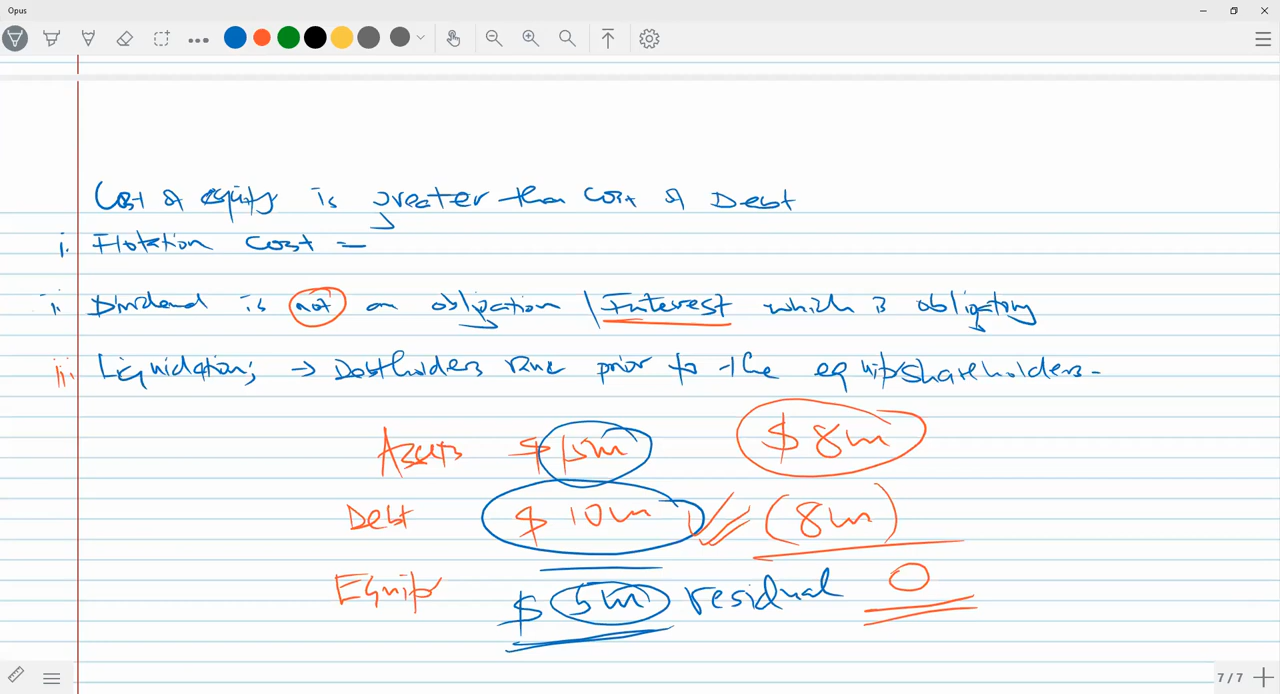 Opus
Cost of equity is greater than cost of Debt
i. Flotation cost =
ii Dividend is not an obligation / Interest which is obligatory
iii. Liquidation; → Debtholders rank prior to the equity shareholders -
Assets $ 15m $ 8m
Debt $ 10m (8m)
Equity $ 5m residual 0
7 / 7